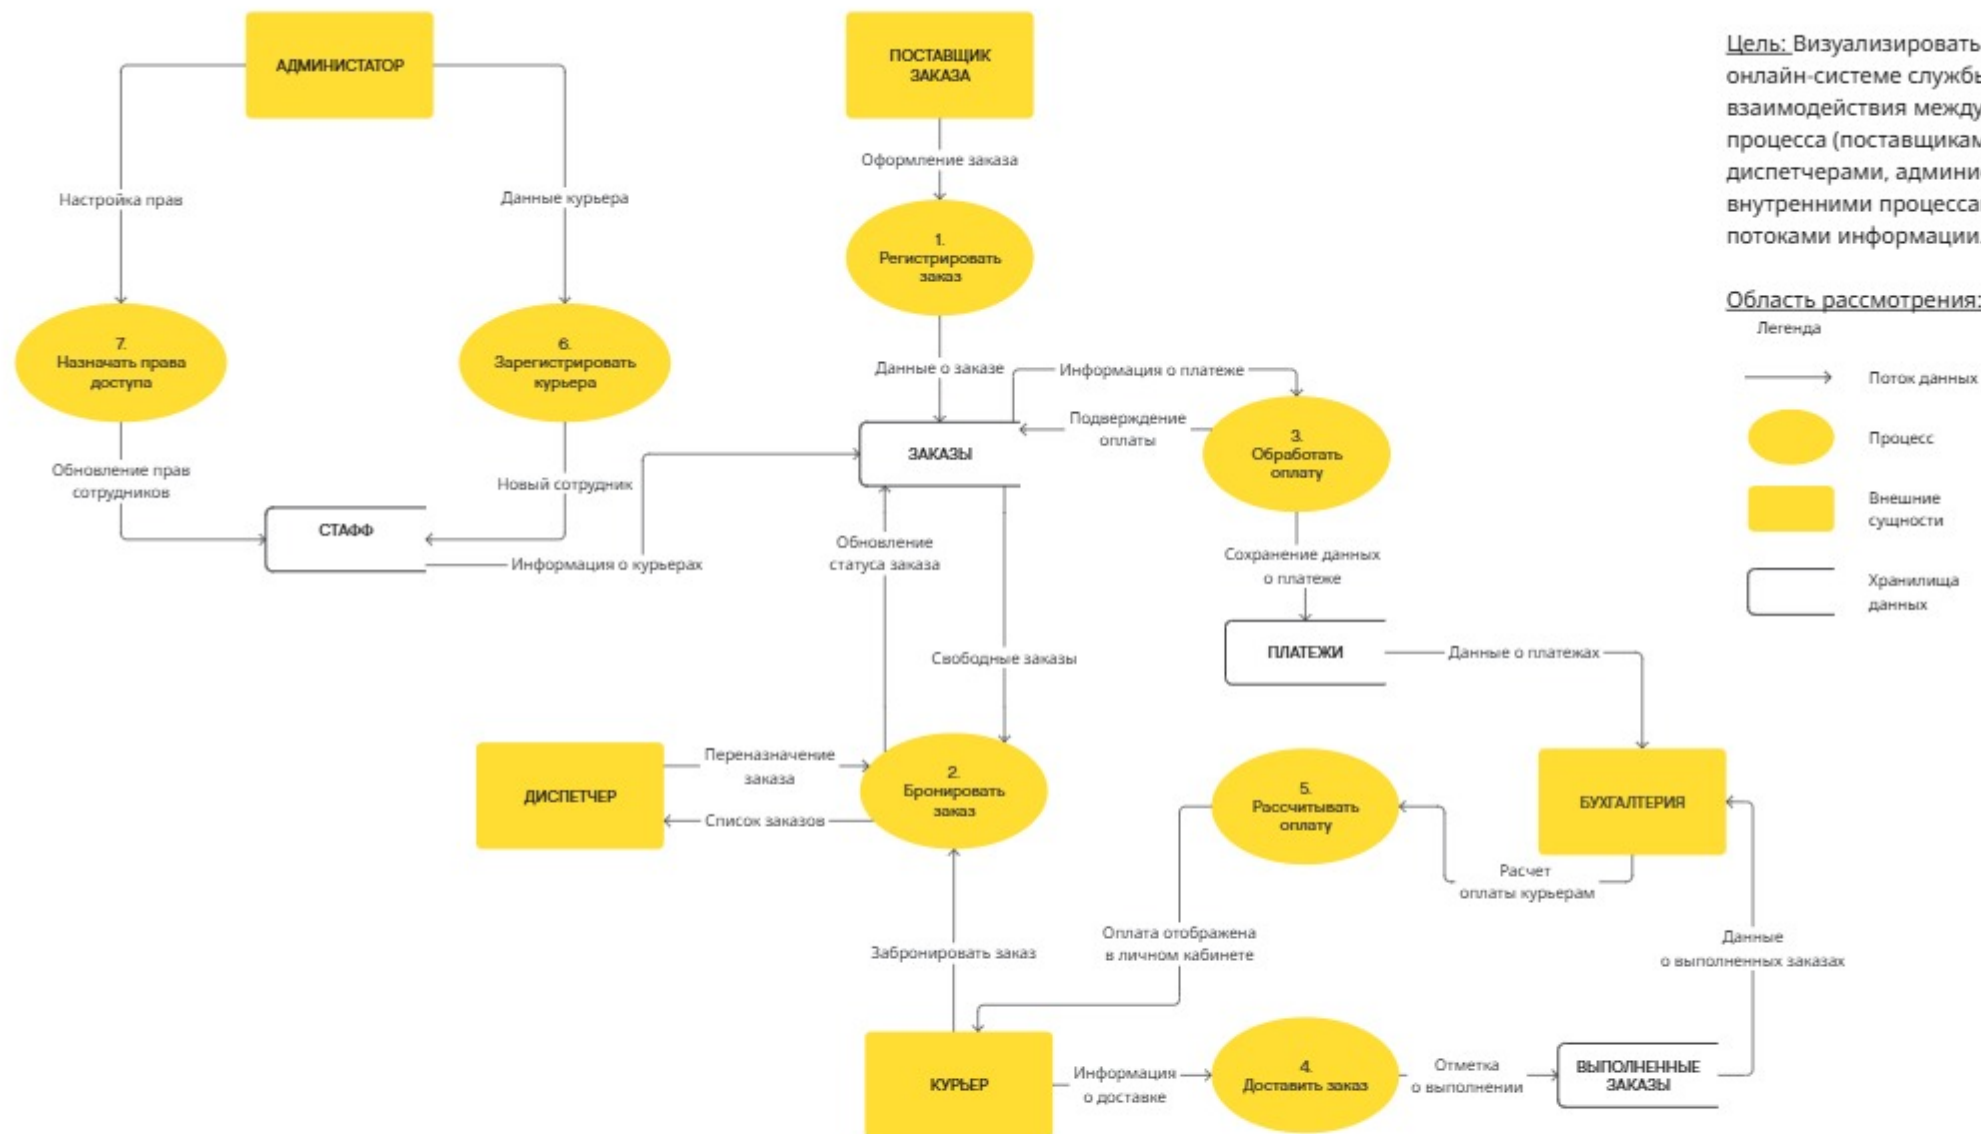 АДМИНИСТАТОР
ПОСТАВЩИК
ЗАКАЗА
Цель: Визуализировать
онлайн-системе службы
взаимодействия между
процесса (поставщикам
диспетчерами, админи
внутренними процесса
потоками информации.
Оформление заказа
Настройка прав
Данные курьера
1.
Регистрировать
заказ
Область рассмотрения:
Легенда
7.
Назначать права
доступа
6.
Зарегистрировать
курьера
Данные о заказе
Информация о платеже
Поток данных
Подверждение
оплаты
3.
Обработать
оплату
Процесс
ЗАКАЗЫ
Обновление прав
сотрудников
Новый сотрудник
Внешние
сущности
СТАФФ
Информация о курьерах
Обновление
статуса заказа
Сохранение данных
о платеже
Хранилища
данных
Свободные заказы
ПЛАТЕЖИ
Данные о платежах
ДИСПЕТЧЕР
Переназначение
заказа
Список заказов
2.
Бронировать
заказ
5.
Рассчитывать
оплату
БУХГАЛТЕРИЯ
Расчет
оплаты курьерам
Забронировать заказ
Оплата отображена
в личном кабинете
Данные
о выполненных заказах
КУРЬЕР
Информация
о доставке
4.
Доставить заказ
Отметка
о выполнении
ВЫПОЛНЕННЫЕ
ЗАКАЗЫ